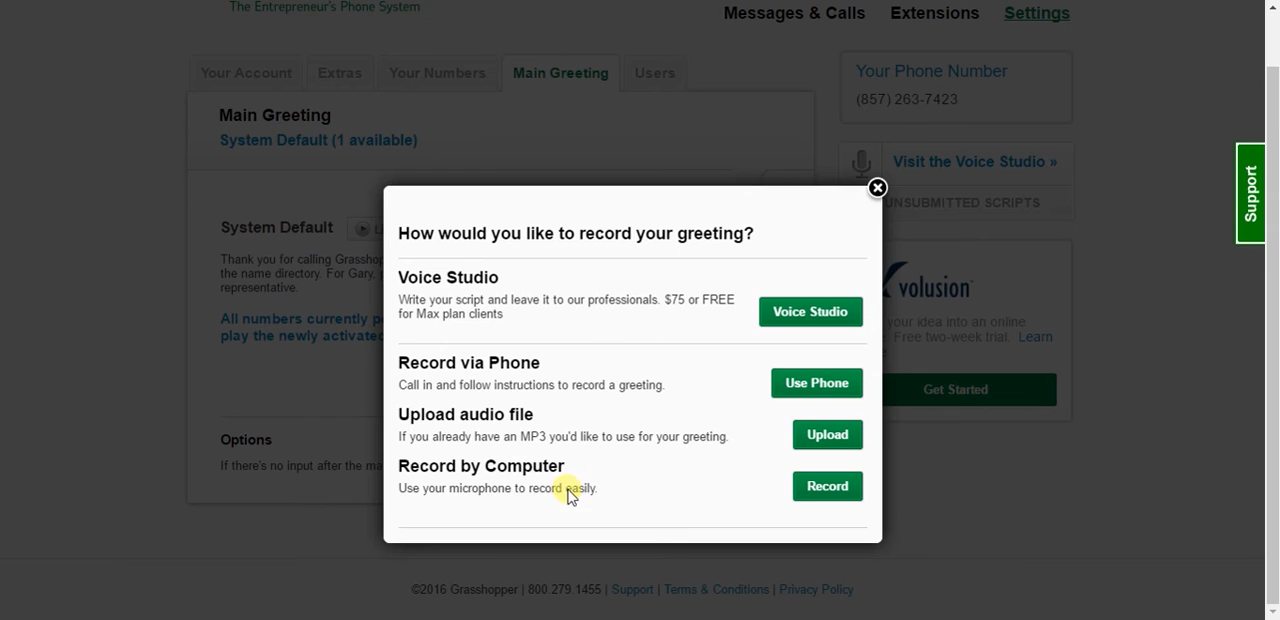 The Entrepreneur's Phone System
Messages & Calls Extensions Settings
Your Account Extras Your Numbers Main Greeting Users
Your Phone Number
(857) 263-7423
Main Greeting
System Default (1 available)
Visit the Voice Studio »
UNSUBMITTED SCRIPTS
System Default
Thank you for calling Grasshop
the name directory. For Gary,
representative.
All numbers currently
play the newly activate
How would you like to record your greeting?
Voice Studio
Write your script and leave it to our professionals. $75 or FREE
for Max plan clients
Voice Studio
Record via Phone
Call in and follow instructions to record a greeting.
Use Phone
Upload audio file
If you already have an MP3 you'd like to use for your greeting.
Upload
Record by Computer
Use your microphone to record easily.
Record
volusion
your idea into an online
Free two-week trial. Learn
Get Started
Options
If there's no input after the ma
Support
©2016 Grasshopper | 800.279.1455 | Support | Terms & Conditions | Privacy Policy